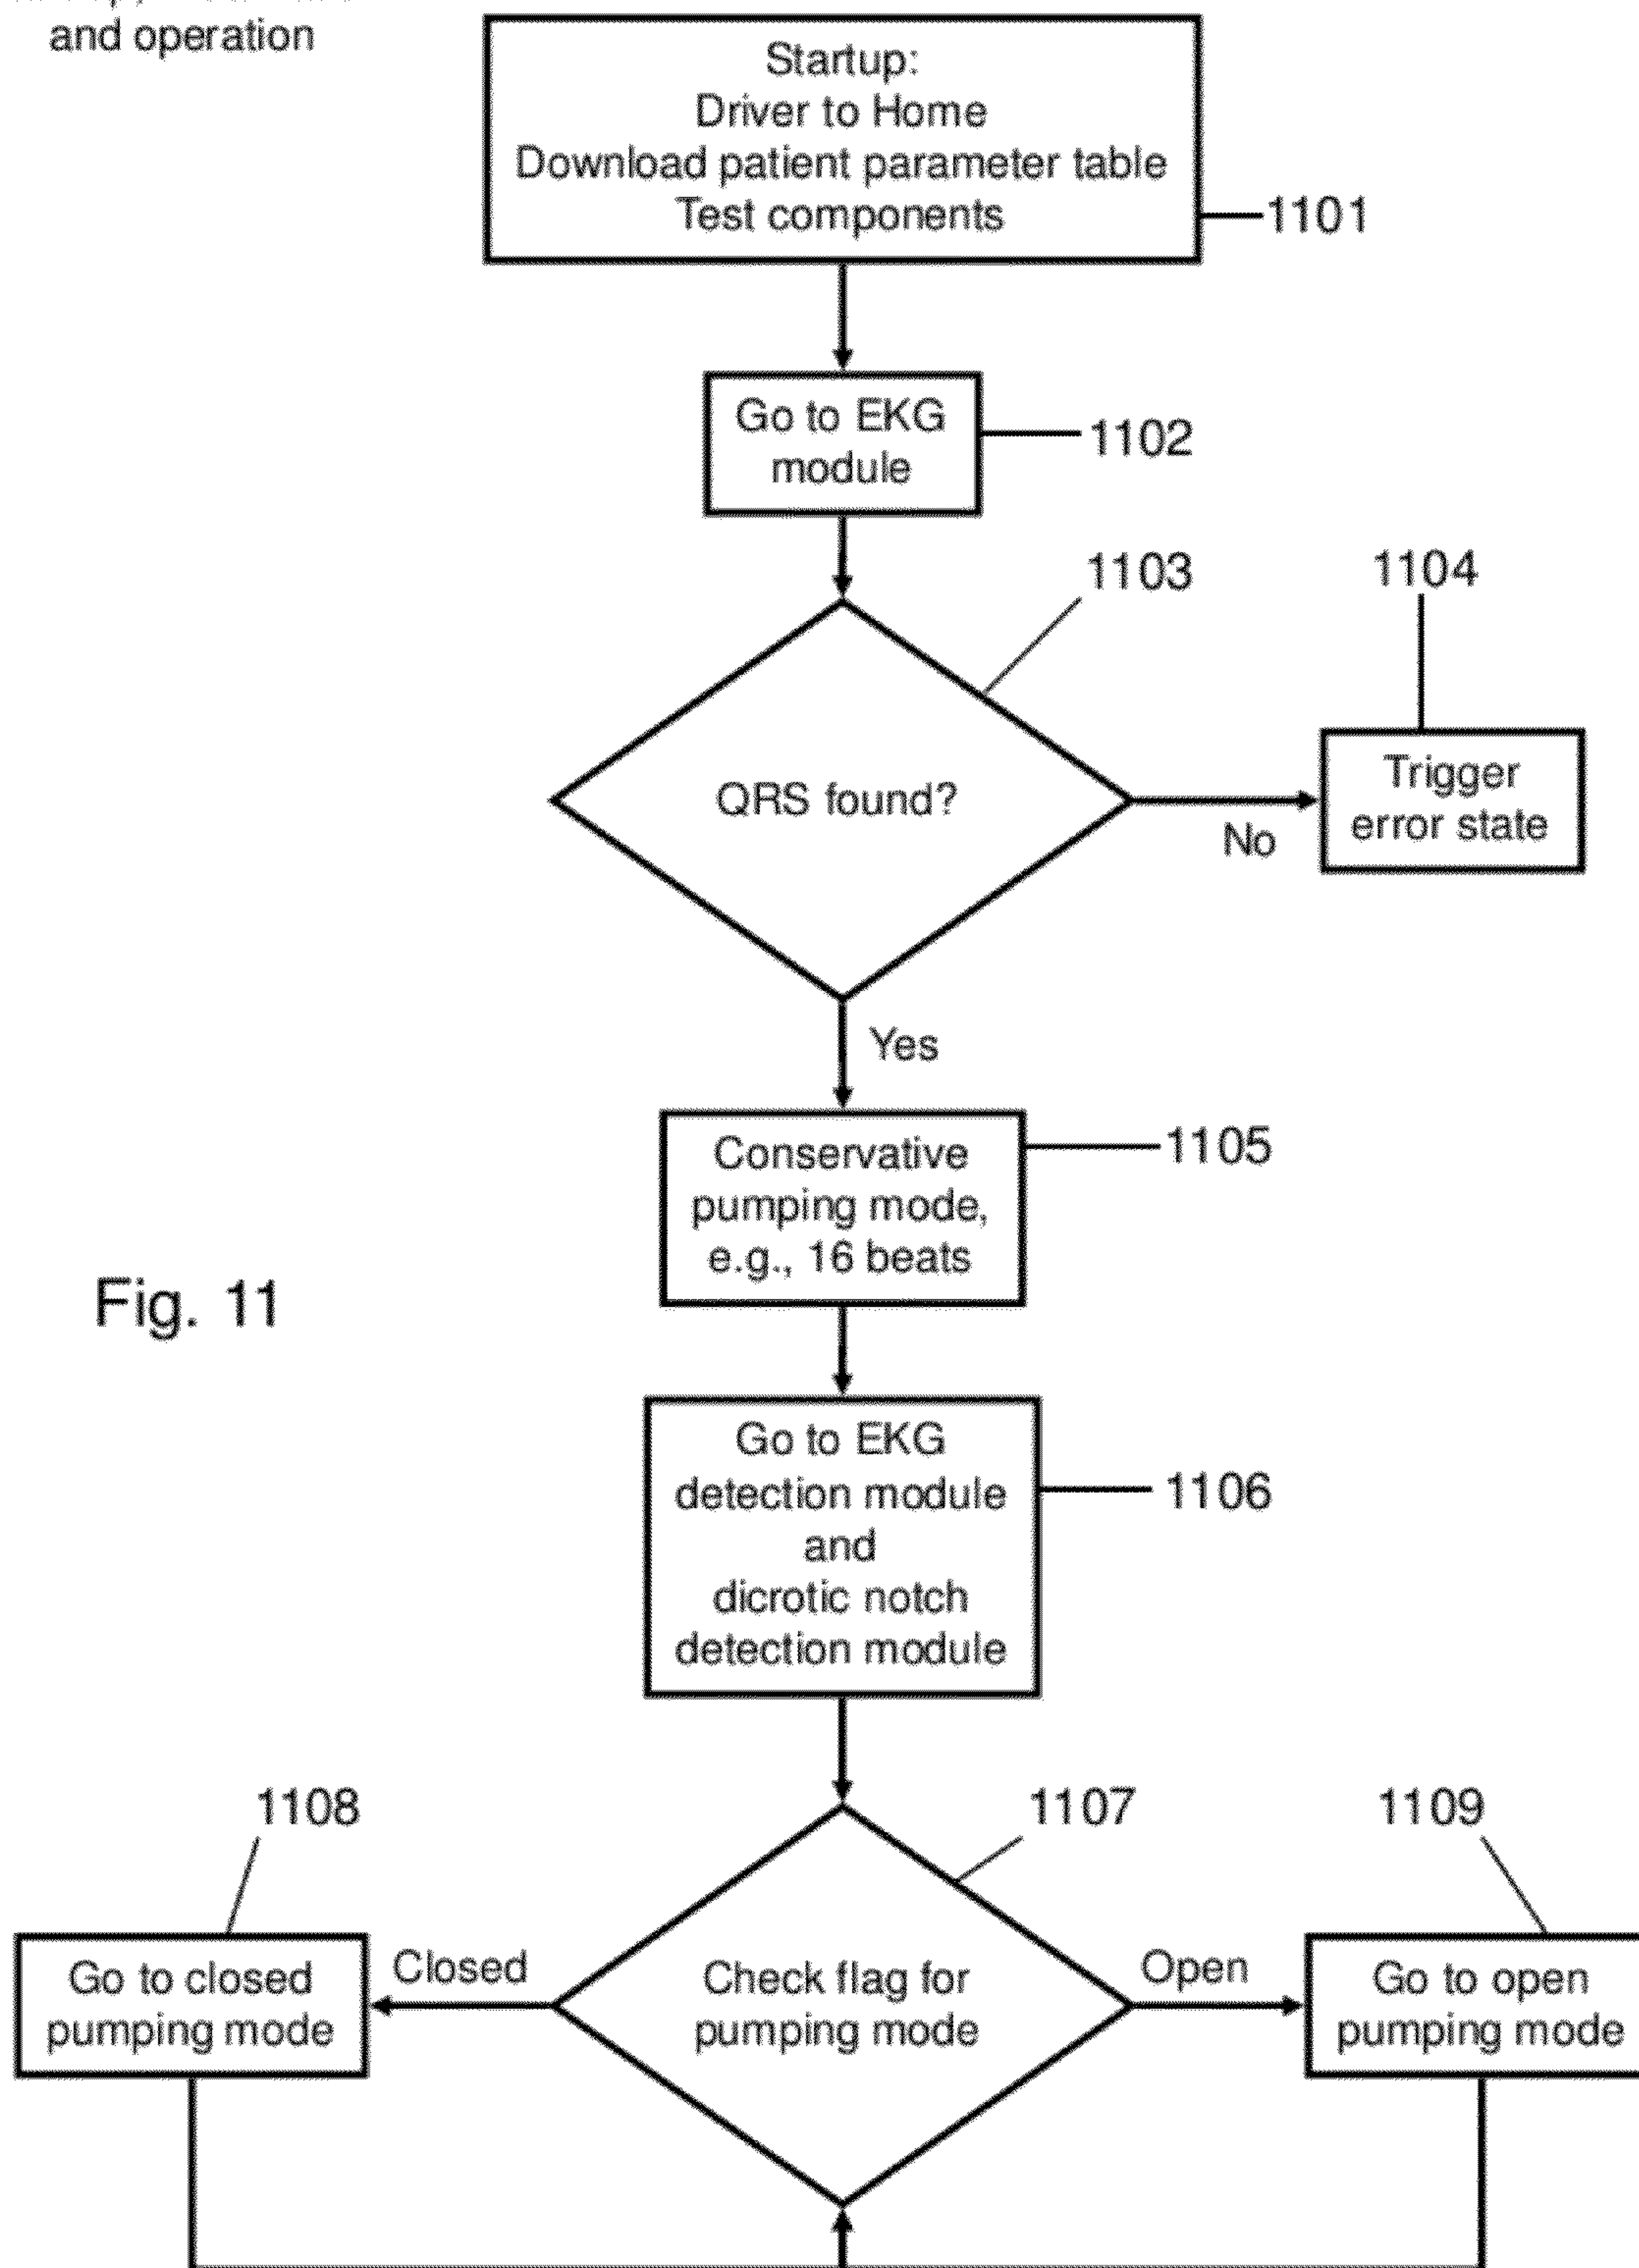 and operation
Startup:
Driver to Home
Download patient parameter table
Test components
1101
Go to EKG
module
1102
1103
1104
QRS found?
No
Trigger
error state
Yes
Conservative
pumping mode,
e.g., 16 beats
1105
Fig. 11
Go to EKG
detection module
and
dicrotic notch
detection module
1106
1108
1107
1109
Go to closed
pumping mode
Closed
Check flag for
pumping mode
Open
Go to open
pumping mode